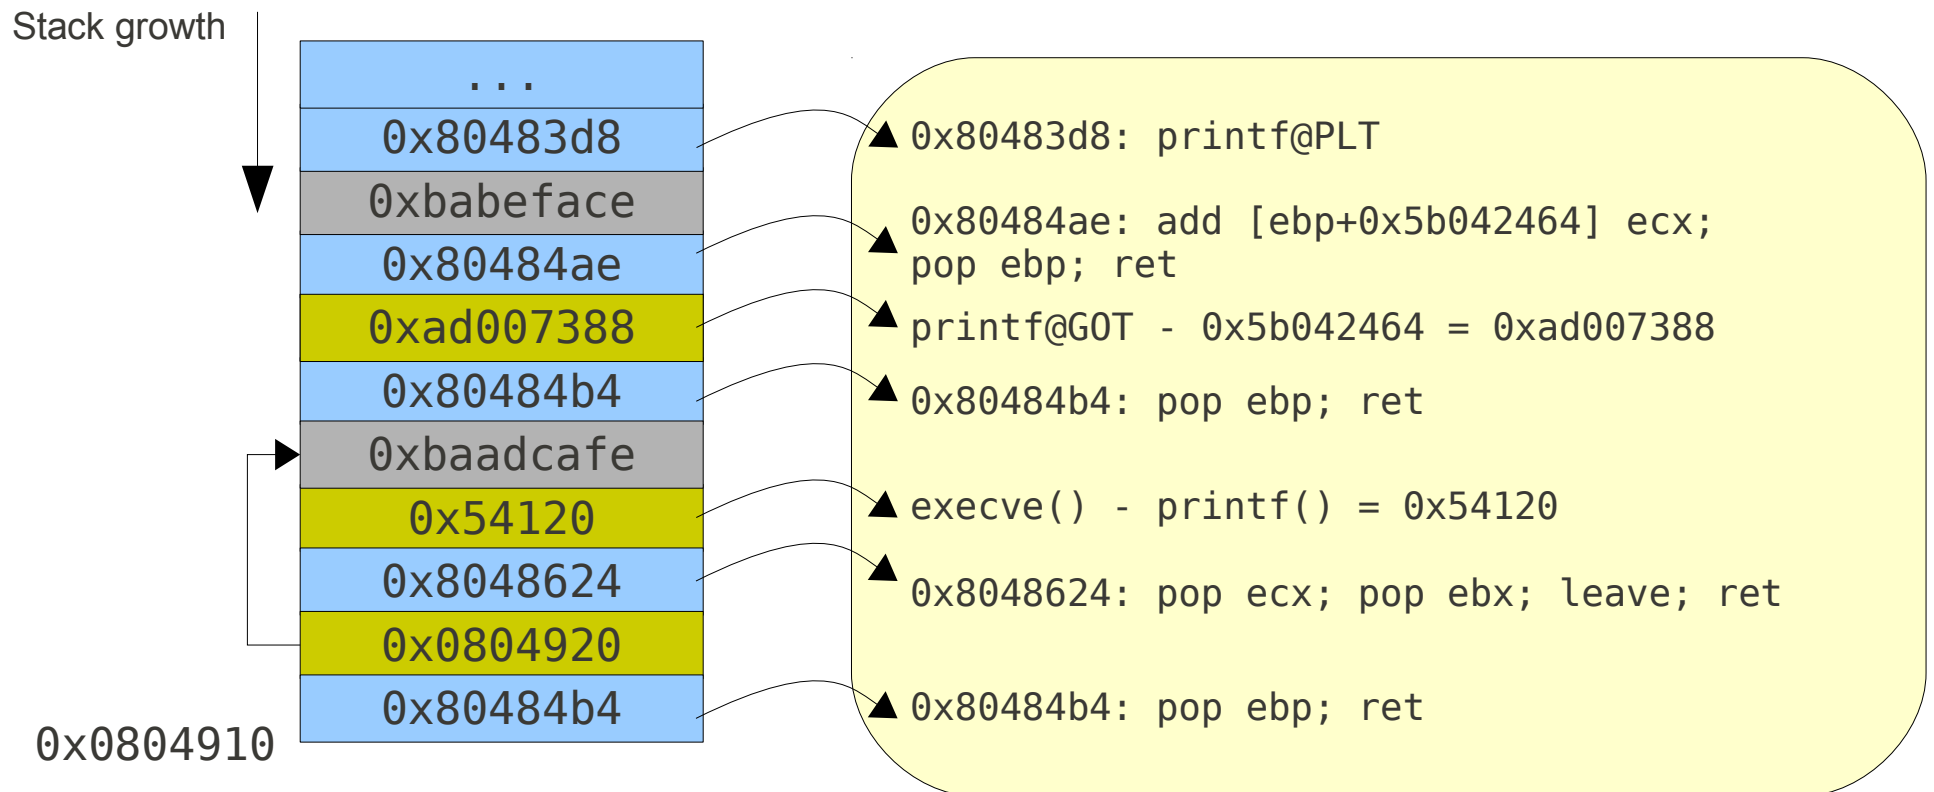 Stack growth
...
0x80483d8
0xbabeface
0x80484ae
0xad007388
0x80484b4
0xbaadcafe
0x54120
0x8048624
0x0804920
0x80484b4
0x0804910
0x80483d8: printf@PLT
0x80484ae: add [ebp+0x5b042464] ecx;
pop ebp; ret
printf@GOT - 0x5b042464 = 0xad007388
0x80484b4: pop ebp; ret
execve() - printf() = 0x54120
0x8048624: pop ecx; pop ebx; leave; ret
0x80484b4: pop ebp; ret